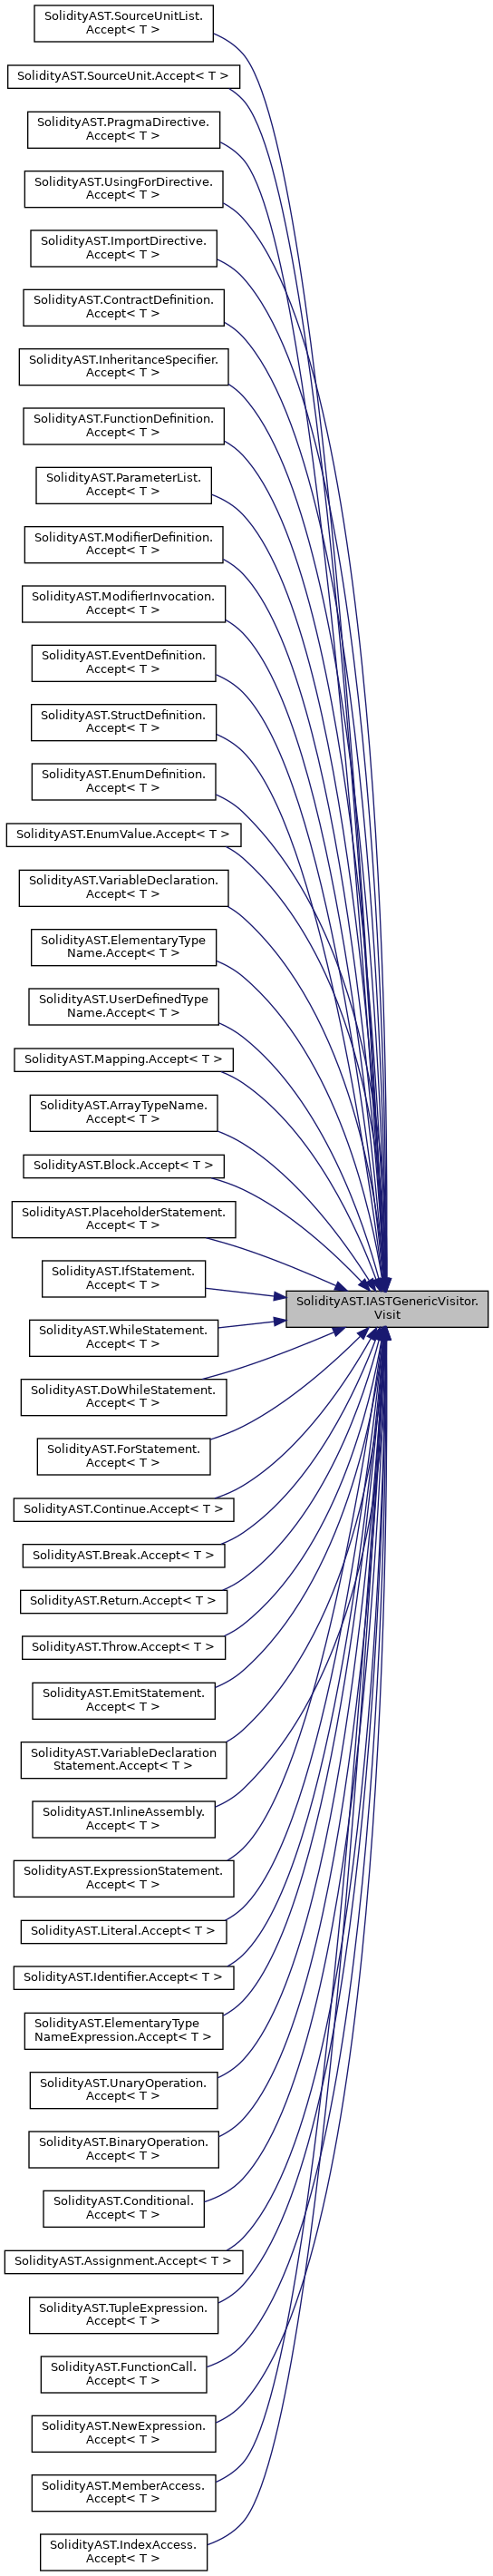 SolidityAST.SourceUnitList.
Accept< T >
SolidityAST.SourceUnit.Accept< T >
SolidityAST.PragmaDirective.
Accept< T >
SolidityAST.UsingForDirective.
Accept< T >
SolidityAST.ImportDirective.
Accept< T >
SolidityAST.ContractDefinition.
Accept< T >
SolidityAST.InheritanceSpecifier.
Accept< T >
SolidityAST.FunctionDefinition.
Accept< T >
SolidityAST.ParameterList.
Accept< T >
SolidityAST.ModifierDefinition.
Accept< T >
SolidityAST.ModifierInvocation.
Accept< T >
SolidityAST.EventDefinition.
Accept< T >
SolidityAST.StructDefinition.
Accept< T >
SolidityAST.EnumDefinition.
Accept< T >
SolidityAST.EnumValue.Accept< T >
SolidityAST.VariableDeclaration.
Accept< T >
SolidityAST.ElementaryType
Name.Accept< T >
SolidityAST.UserDefinedType
Name.Accept< T >
SolidityAST.Mapping.Accept< T >
SolidityAST.ArrayTypeName.
Accept< T >
SolidityAST.Block.Accept< T >
SolidityAST.PlaceholderStatement.
Accept< T >
SolidityAST.IfStatement.
Accept< T >
SolidityAST.IASTGenericVisitor.
Visit
SolidityAST.WhileStatement.
Accept< T >
SolidityAST.DoWhileStatement.
Accept< T >
SolidityAST.ForStatement.
Accept< T >
SolidityAST.Continue.Accept< T >
SolidityAST.Break.Accept< T >
SolidityAST.Return.Accept< T >
SolidityAST.Throw.Accept< T >
SolidityAST.EmitStatement.
Accept< T >
SolidityAST.VariableDeclaration
Statement.Accept< T >
SolidityAST.InlineAssembly.
Accept< T >
SolidityAST.ExpressionStatement.
Accept< T >
SolidityAST.Literal.Accept< T >
SolidityAST.Identifier.Accept< T >
SolidityAST.ElementaryType
NameExpression.Accept< T >
SolidityAST.UnaryOperation.
Accept< T >
SolidityAST.BinaryOperation.
Accept< T >
SolidityAST.Conditional.
Accept< T >
SolidityAST.Assignment.Accept< T >
SolidityAST.TupleExpression.
Accept< T >
SolidityAST.FunctionCall.
Accept< T >
SolidityAST.NewExpression.
Accept< T >
SolidityAST.MemberAccess.
Accept< T >
SolidityAST.IndexAccess.
Accept< T >